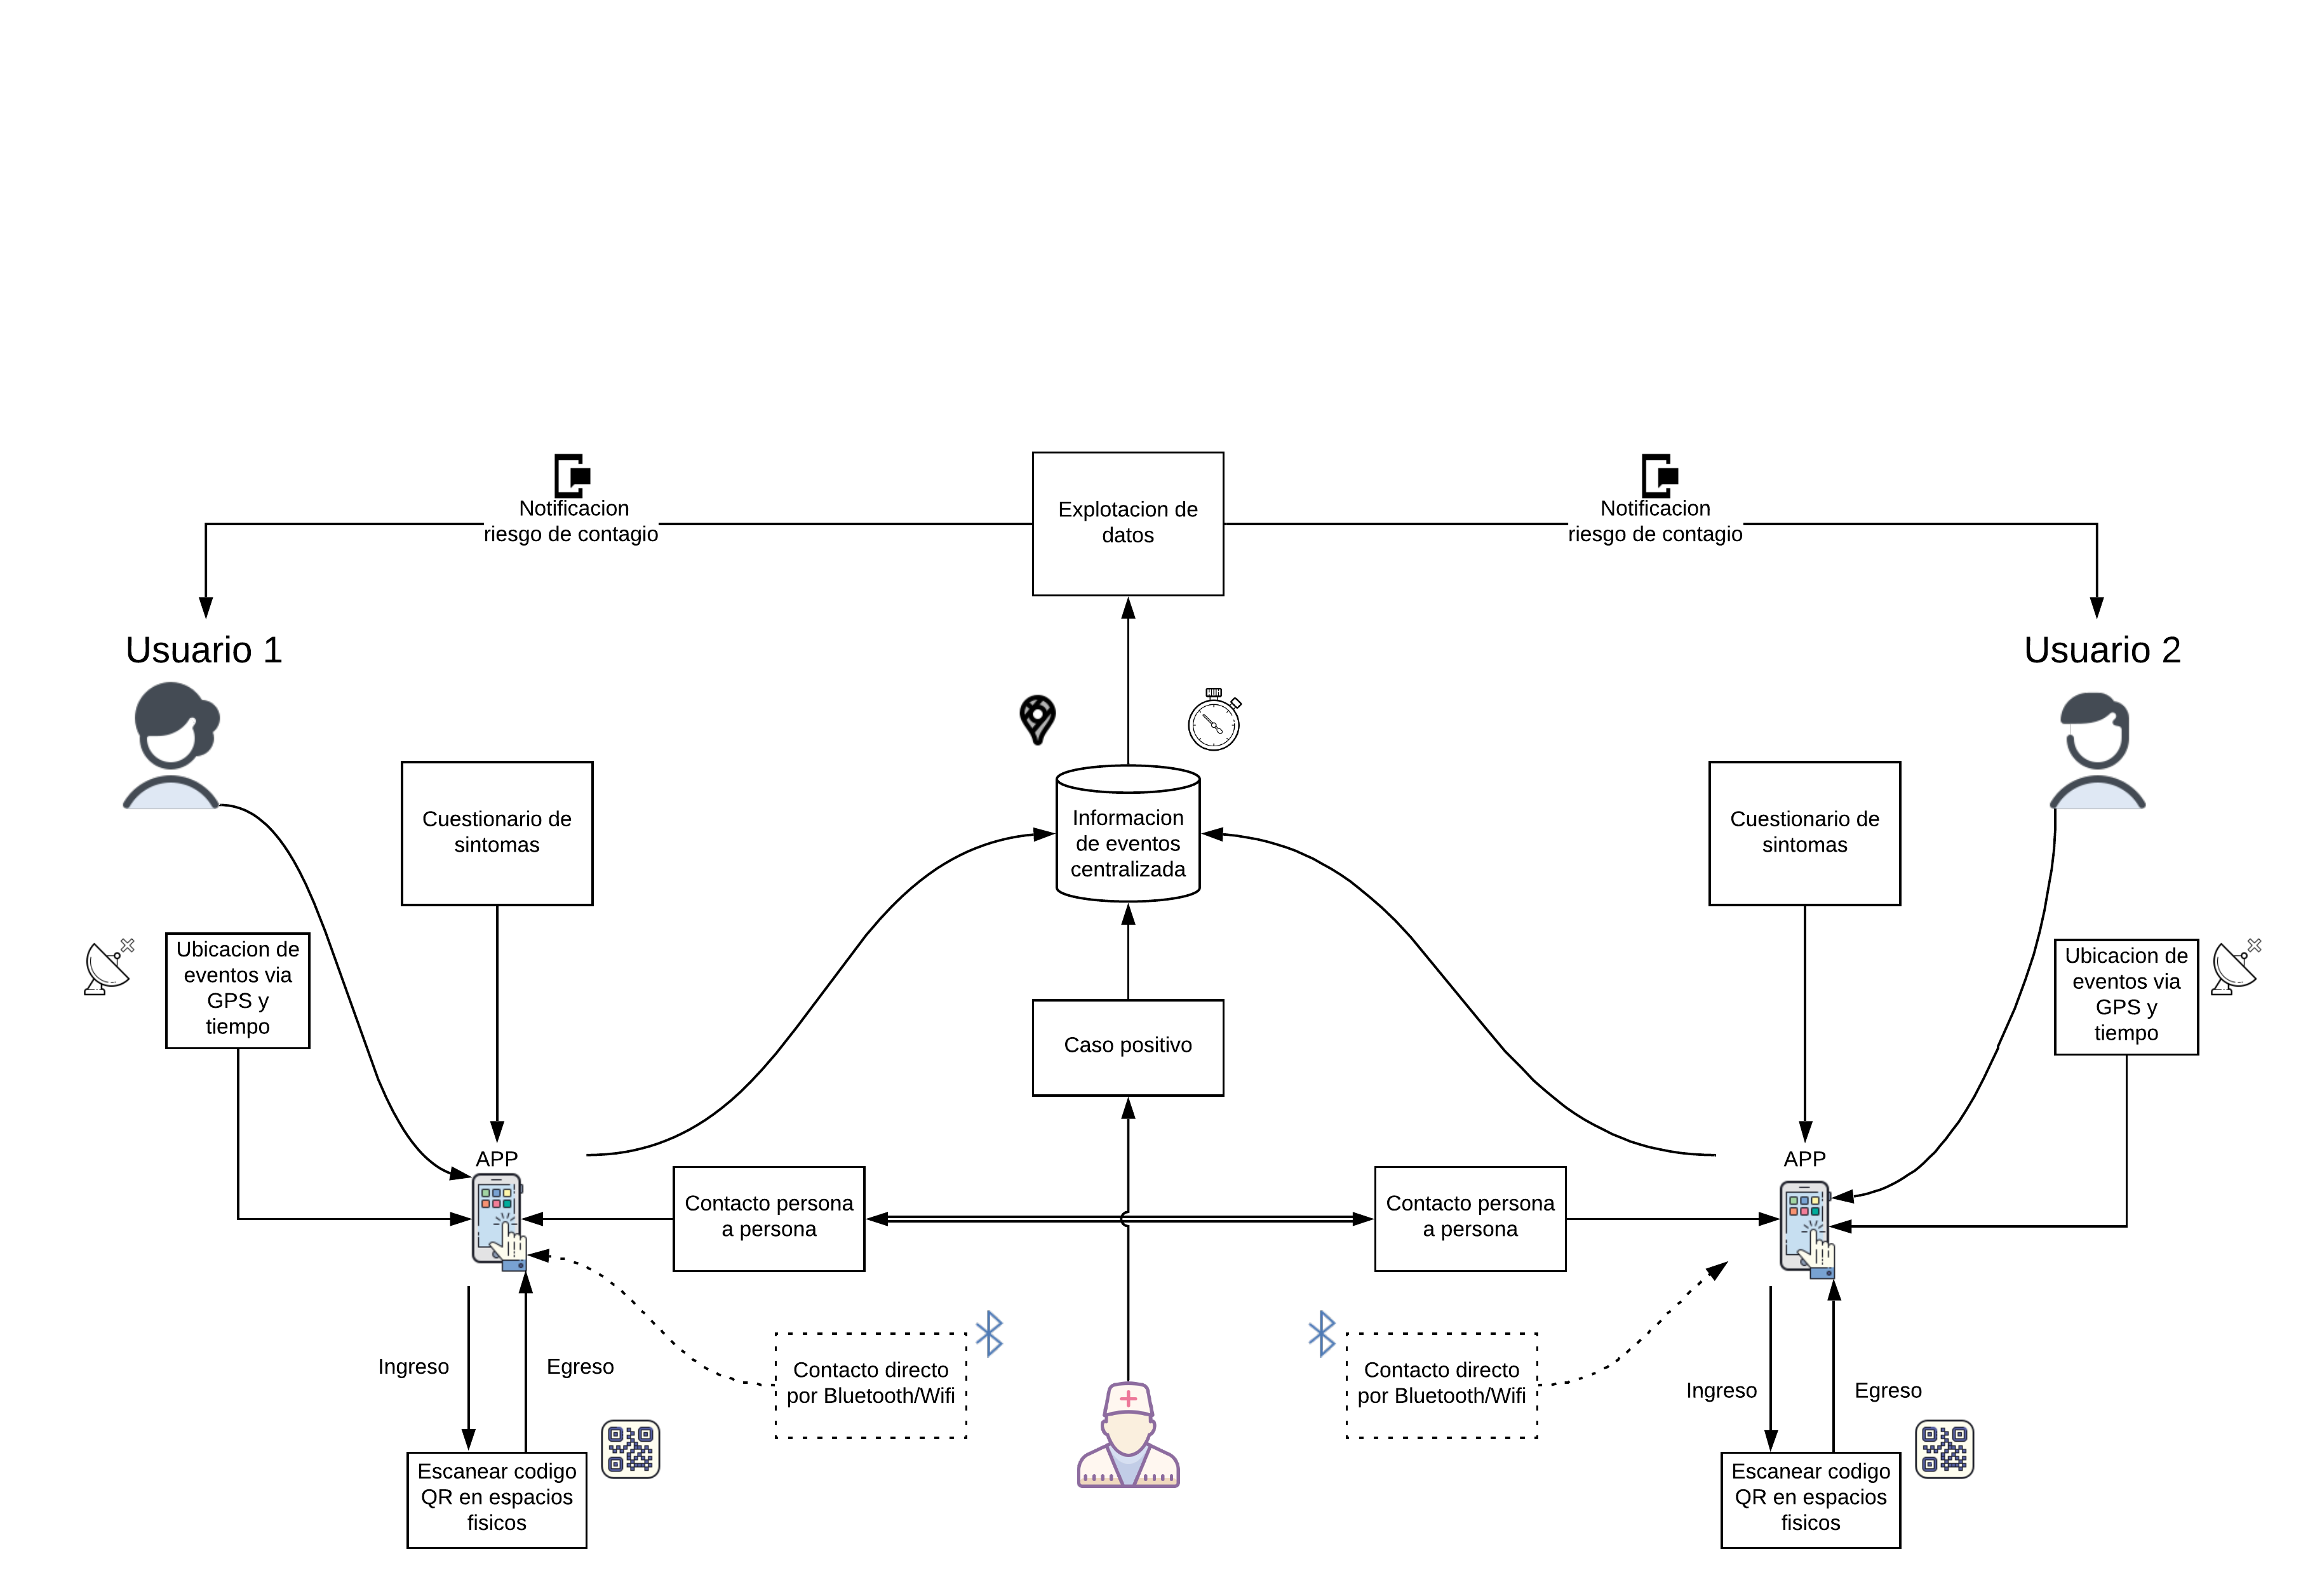 Notificacion
riesgo de contagio
Explotacion de
datos
Notificacion
riesgo de contagio
Usuario 1
Usuario 2
Cuestionario de
sintomas
Informacion
de eventos
centralizada
Cuestionario de
sintomas
Ubicacion de
eventos via
GPS y
tiempo
Ubicacion de
eventos via
GPS y
tiempo
Caso positivo
APP
APP
Contacto persona
a persona
Contacto persona
a persona
Ingreso
Egreso
Contacto directo
por Bluetooth/Wifi
Contacto directo
por Bluetooth/Wifi
Ingreso
Egreso
Escanear codigo
QR en espacios
fisicos
Escanear codigo
QR en espacios
fisicos